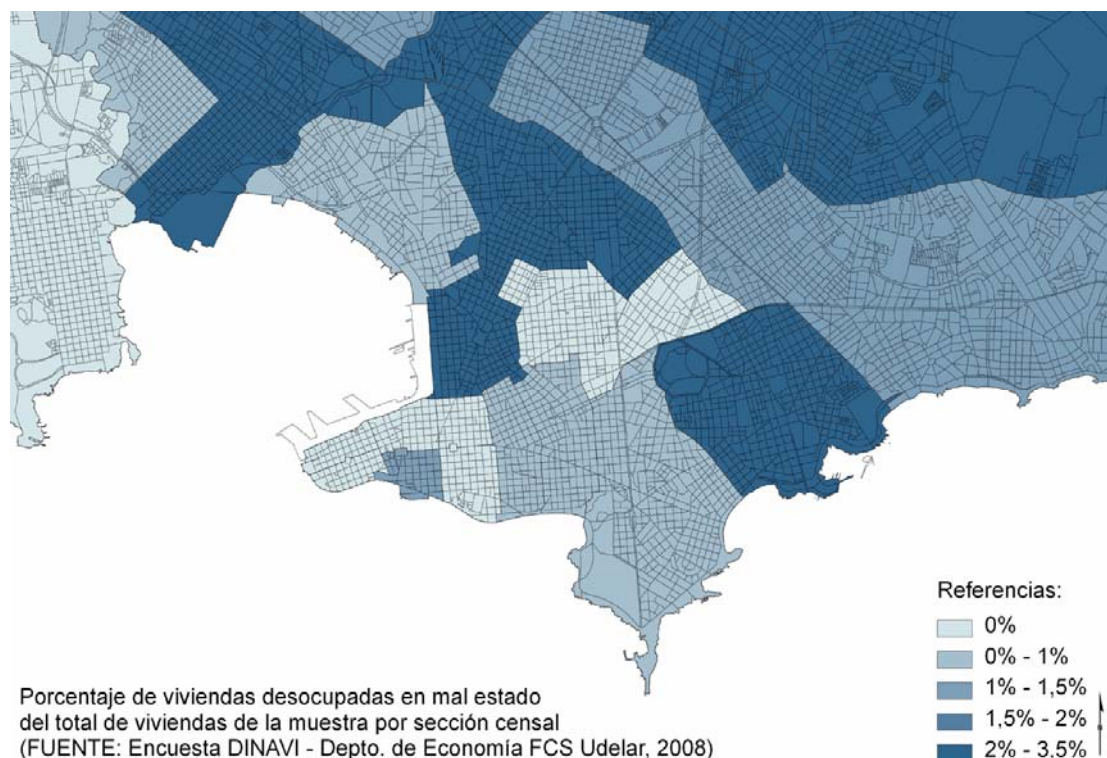 Referencias:
0%
0% - 1%
1% - 1,5%
1,5% - 2%
2% - 3,5%
Porcentaje de viviendas desocupadas en mal estado
del total de viviendas de la muestra por sección censal
(FUENTE: Encuesta DINAVI - Depto. de Economía FCS Udelar, 2008)